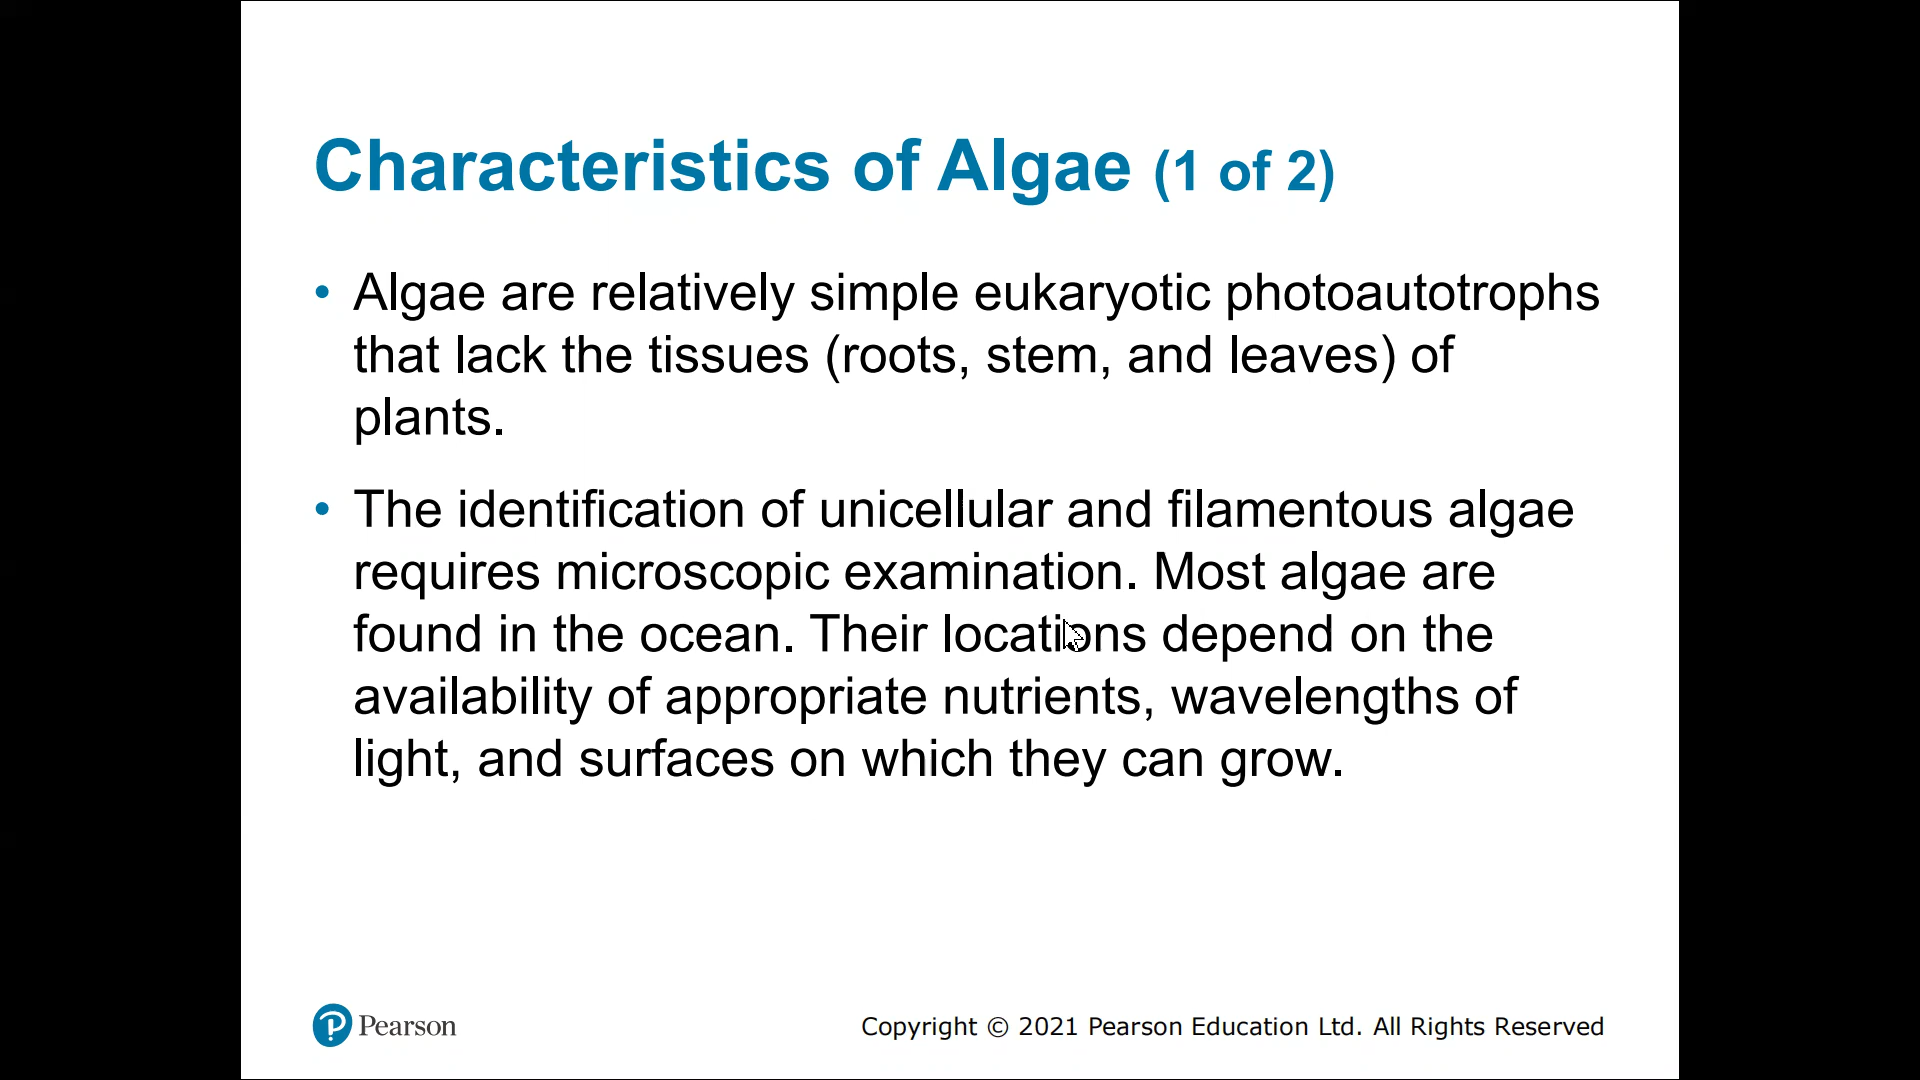 Characteristics of Algae (1 of 2)
• Algae are relatively simple eukaryotic photoautotrophs
that lack the tissues (roots, stem, and leaves) of
plants.
• The identification of unicellular and filamentous algae
requires microscopic examination. Most algae are
found in the ocean. Their locations depend on the
availability of appropriate nutrients, wavelengths of
light, and surfaces on which they can grow.
Pearson
Copyright © 2021 Pearson Education Ltd. All Rights Reserved